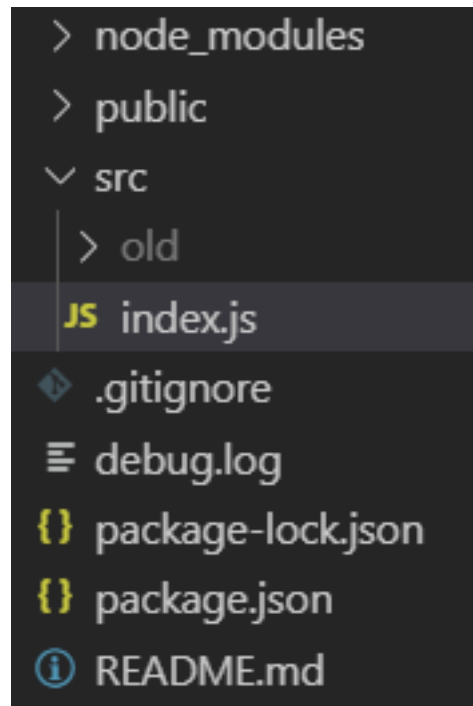 node_modules
public
src
old
JS index.js
.gitignore
debug.log
{} package-lock.json
{} package.json
README.md